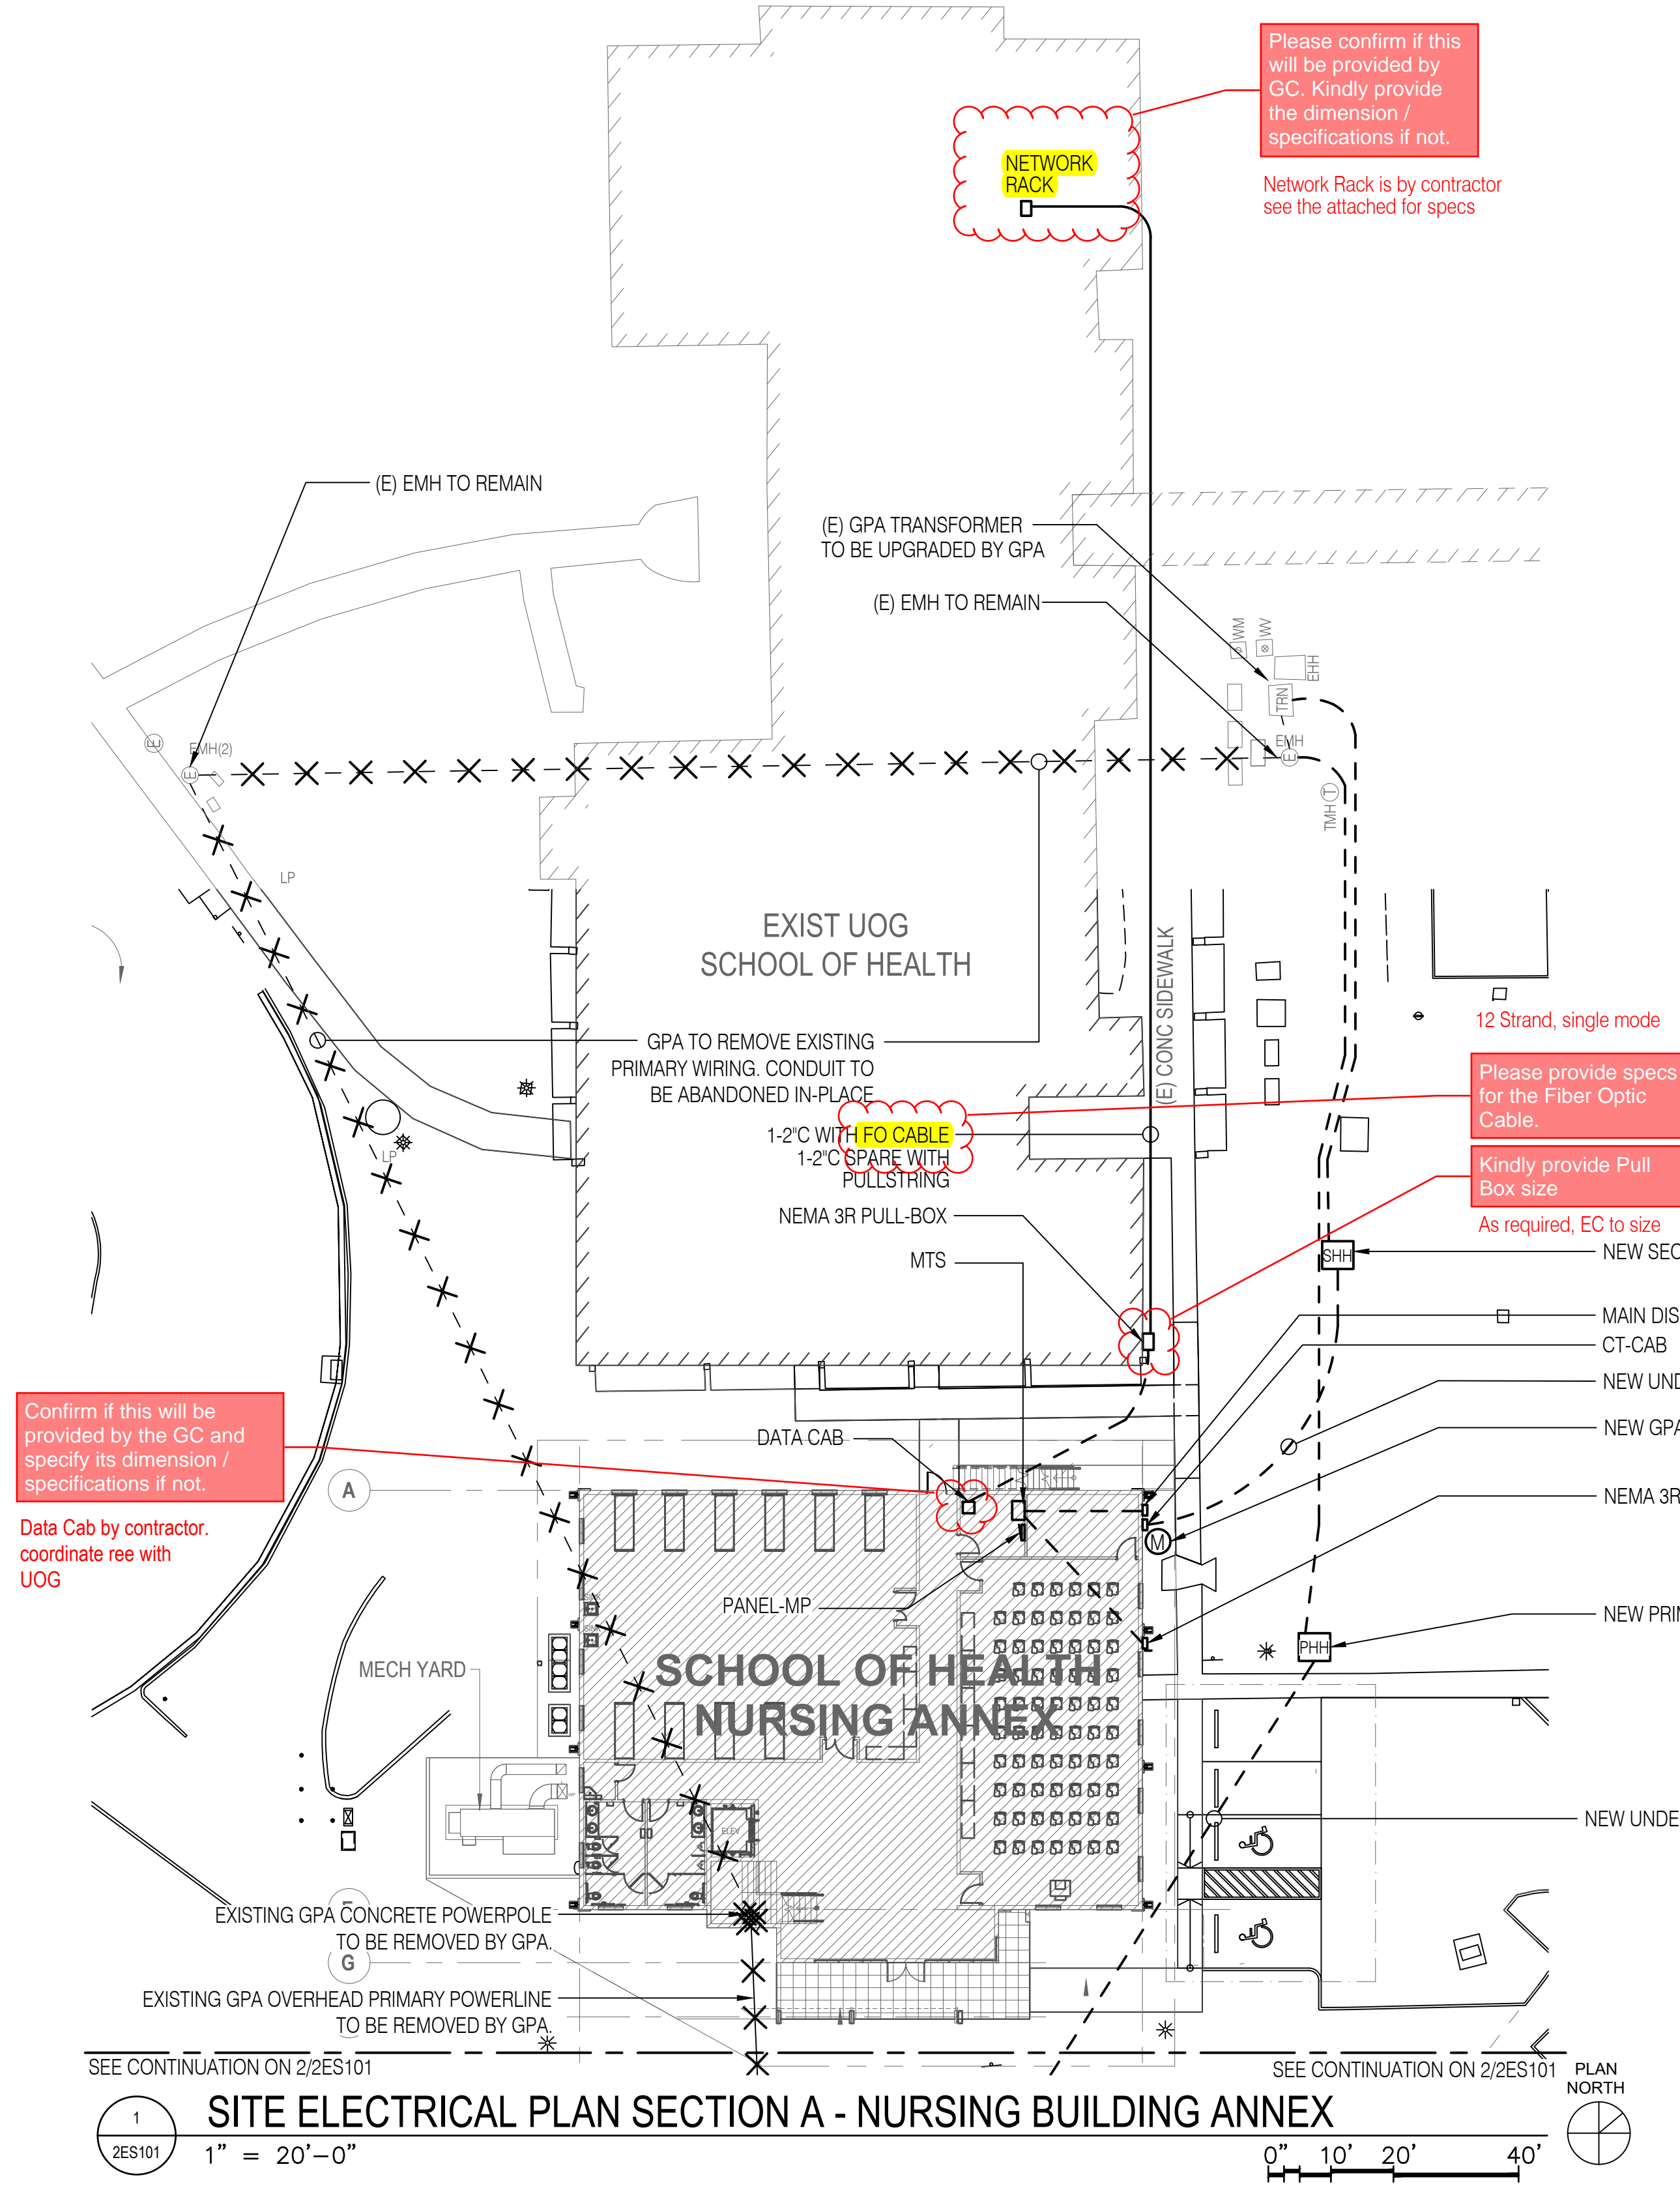 Please confirm if this
will be provided by
GC. Kindly provide
the dimension /
specifications if not.
NETWORK
RACK
Network Rack is by contractor
see the attached for specs
(E) EMH TO REMAIN
(E) GPA TRANSFORMER
TO BE UPGRADED BY GPA
(E) EMH TO REMAIN
WM
WV
EHH
TRN
EMH
E
TMH
T
E
EMH(2)
E
LP
EXIST UOG
SCHOOL OF HEALTH
(E) CONC SIDEWALK
12 Strand, single mode
GPA TO REMOVE EXISTING
PRIMARY WIRING. CONDUIT TO
BE ABANDONED IN-PLACE
Please provide specs
for the Fiber Optic
Cable.
1-2"C WITH FO CABLE
1-2"C SPARE WITH
PULLSTRING
LP
Kindly provide Pull
Box size
As required, EC to size
NEMA 3R PULL-BOX
MTS
SHH
NEW SEC
MAIN DIS
CT-CAB
NEW UND
NEW GPA
Confirm if this will be
provided by the GC and
specify its dimension /
specifications if not.
DATA CAB
A
NEMA 3R
M
Data Cab by contractor.
coordinate ree with
UOG
PANEL-MP
NEW PRI
PHH
MECH YARD
SCHOOL OF HEALTH
NURSING ANNEX
ELEV
NEW UNDE
EXISTING GPA CONCRETE POWERPOLE
TO BE REMOVED BY GPA.
G
EXISTING GPA OVERHEAD PRIMARY POWERLINE
TO BE REMOVED BY GPA.
SEE CONTINUATION ON 2/2ES101
SEE CONTINUATION ON 2/2ES101
PLAN
NORTH
1
2ES101
SITE ELECTRICAL PLAN SECTION A - NURSING BUILDING ANNEX
1" = 20'-0"
0" 10' 20' 40'